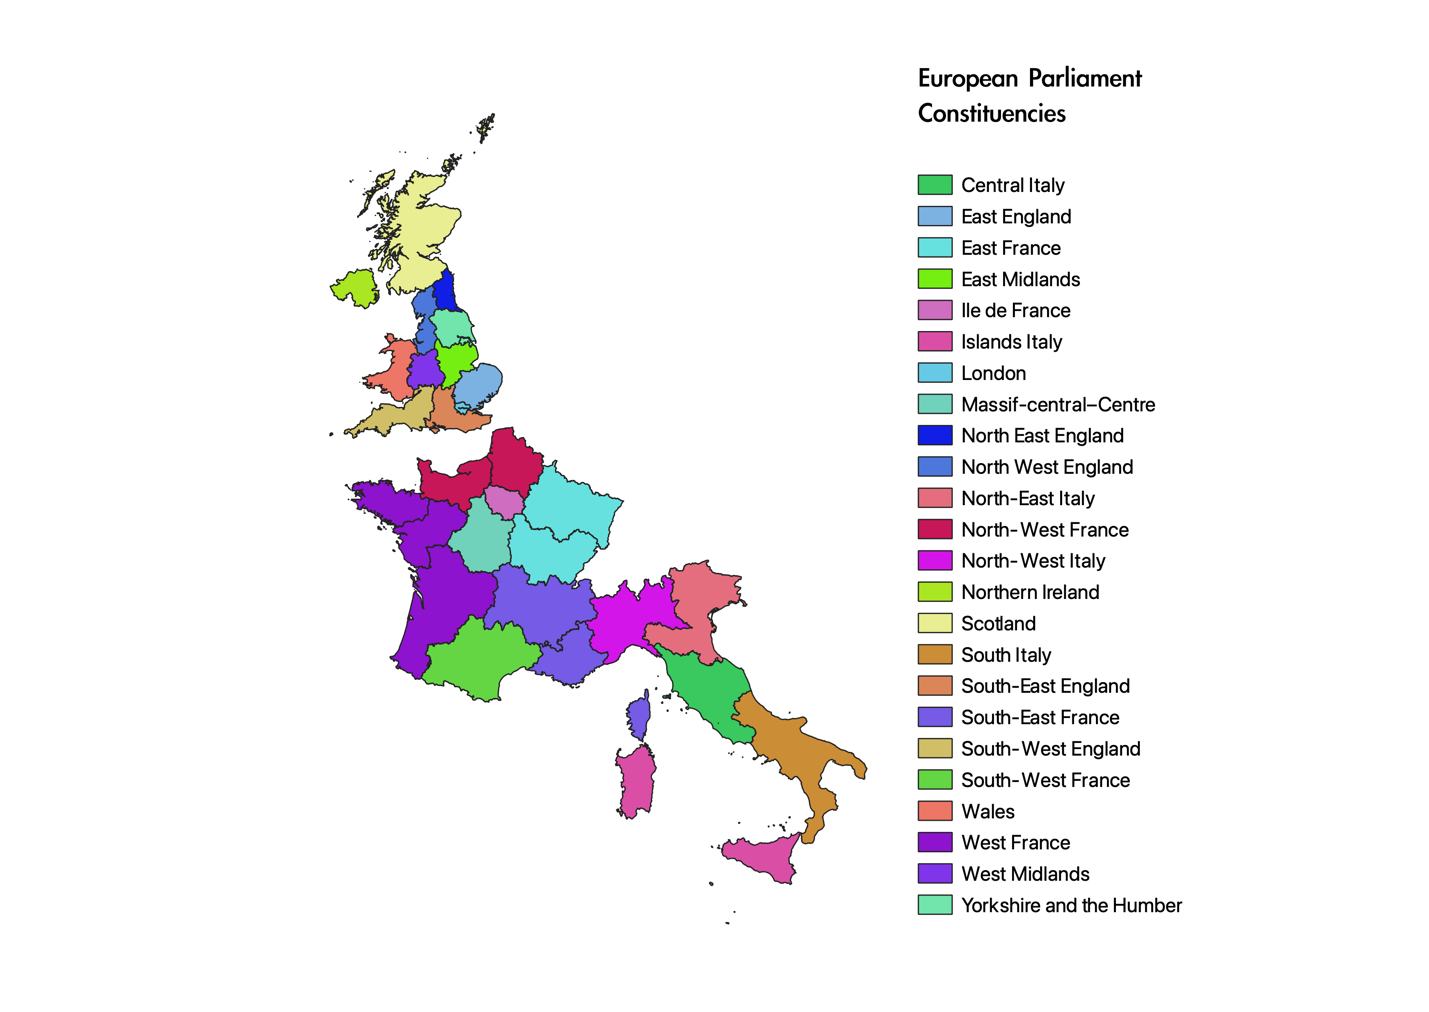 European Parliament
Constituencies
Central Italy
East England
East France
East Midlands
Ile de France
Islands Italy
London
Massif-central–Centre
North East England
North West England
North-East Italy
North-West France
North-West Italy
Northern Ireland
Scotland
South Italy
South-East England
South-East France
South-West England
South-West France
Wales
West France
West Midlands
Yorkshire and the Humber